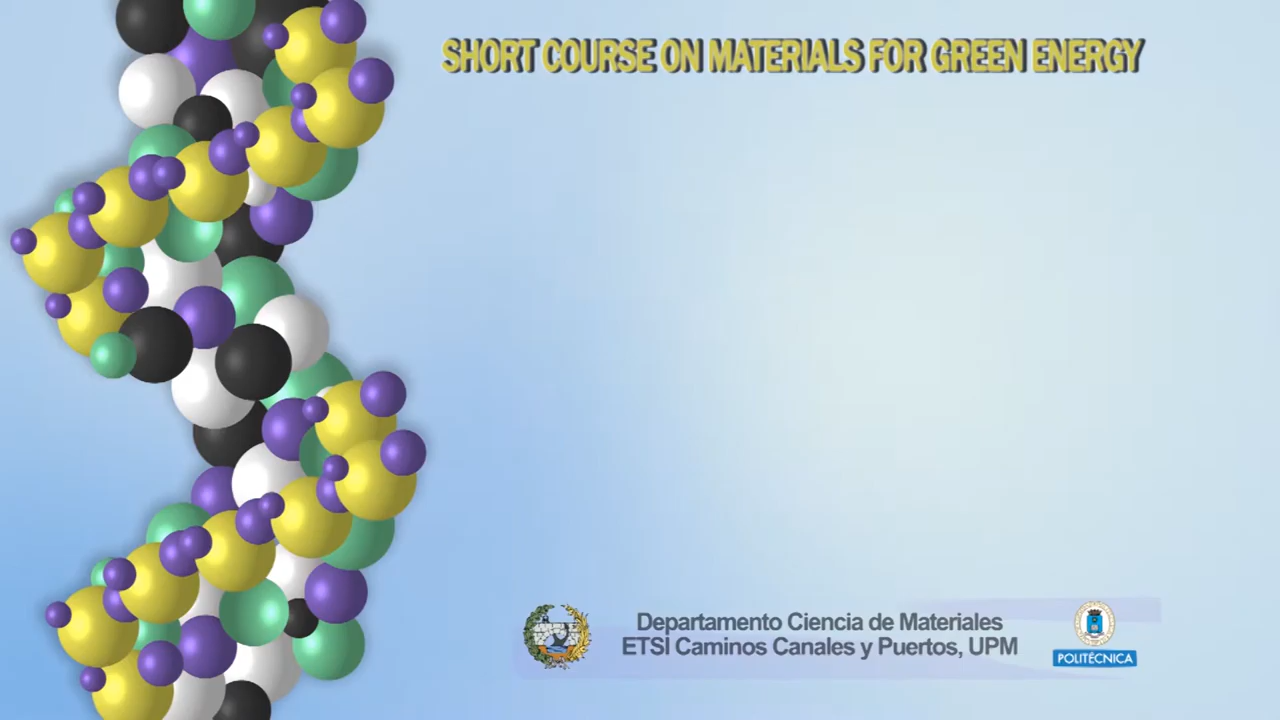 SHORT COURSE ON MATERIALS FOR GREEN ENERGY
Departamento Ciencia de Materiales
ETSI Caminos Canales y Puertos, UPM
POLITÉCNICA